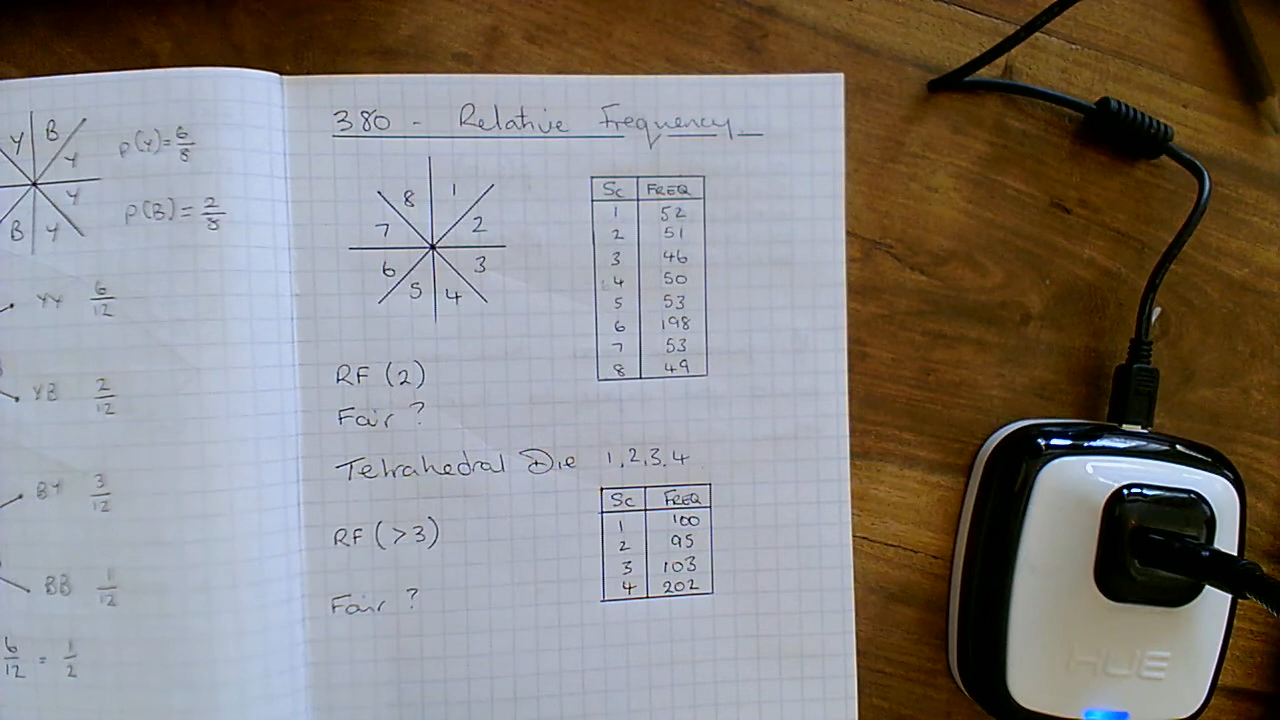 Y B
Y
Y
B Y
P(Y) = 6/8
P(B) = 2/8
YY 6/12
YB 2/12
BY 3/12
BB 1/12
6/12 = 1/2
380 - Relative Frequency
8 1
7 2
6 3
5 4
Sc FREQ
1 52
2 51
3 46
4 50
5 53
6 198
7 53
8 49
RF (2)
Fair ?
Tetrahedral Die 1,2,3,4
Sc FREQ
1 100
2 95
3 103
4 202
RF (>3)
Fair ?
HUE